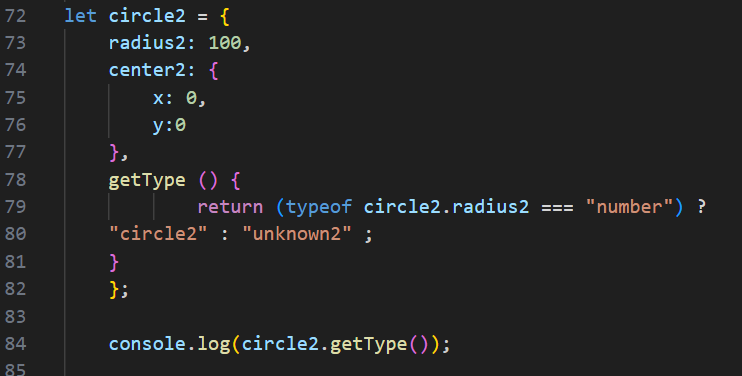 72 let circle2 = {
73 radius2: 100,
74 center2: {
75 x: 0,
76 y:0
77 },
78 getType () {
79 return (typeof circle2.radius2 === "number") ?
80 "circle2" : "unknown2" ;
81 }
82 };
83
84 console.log(circle2.getType());
85